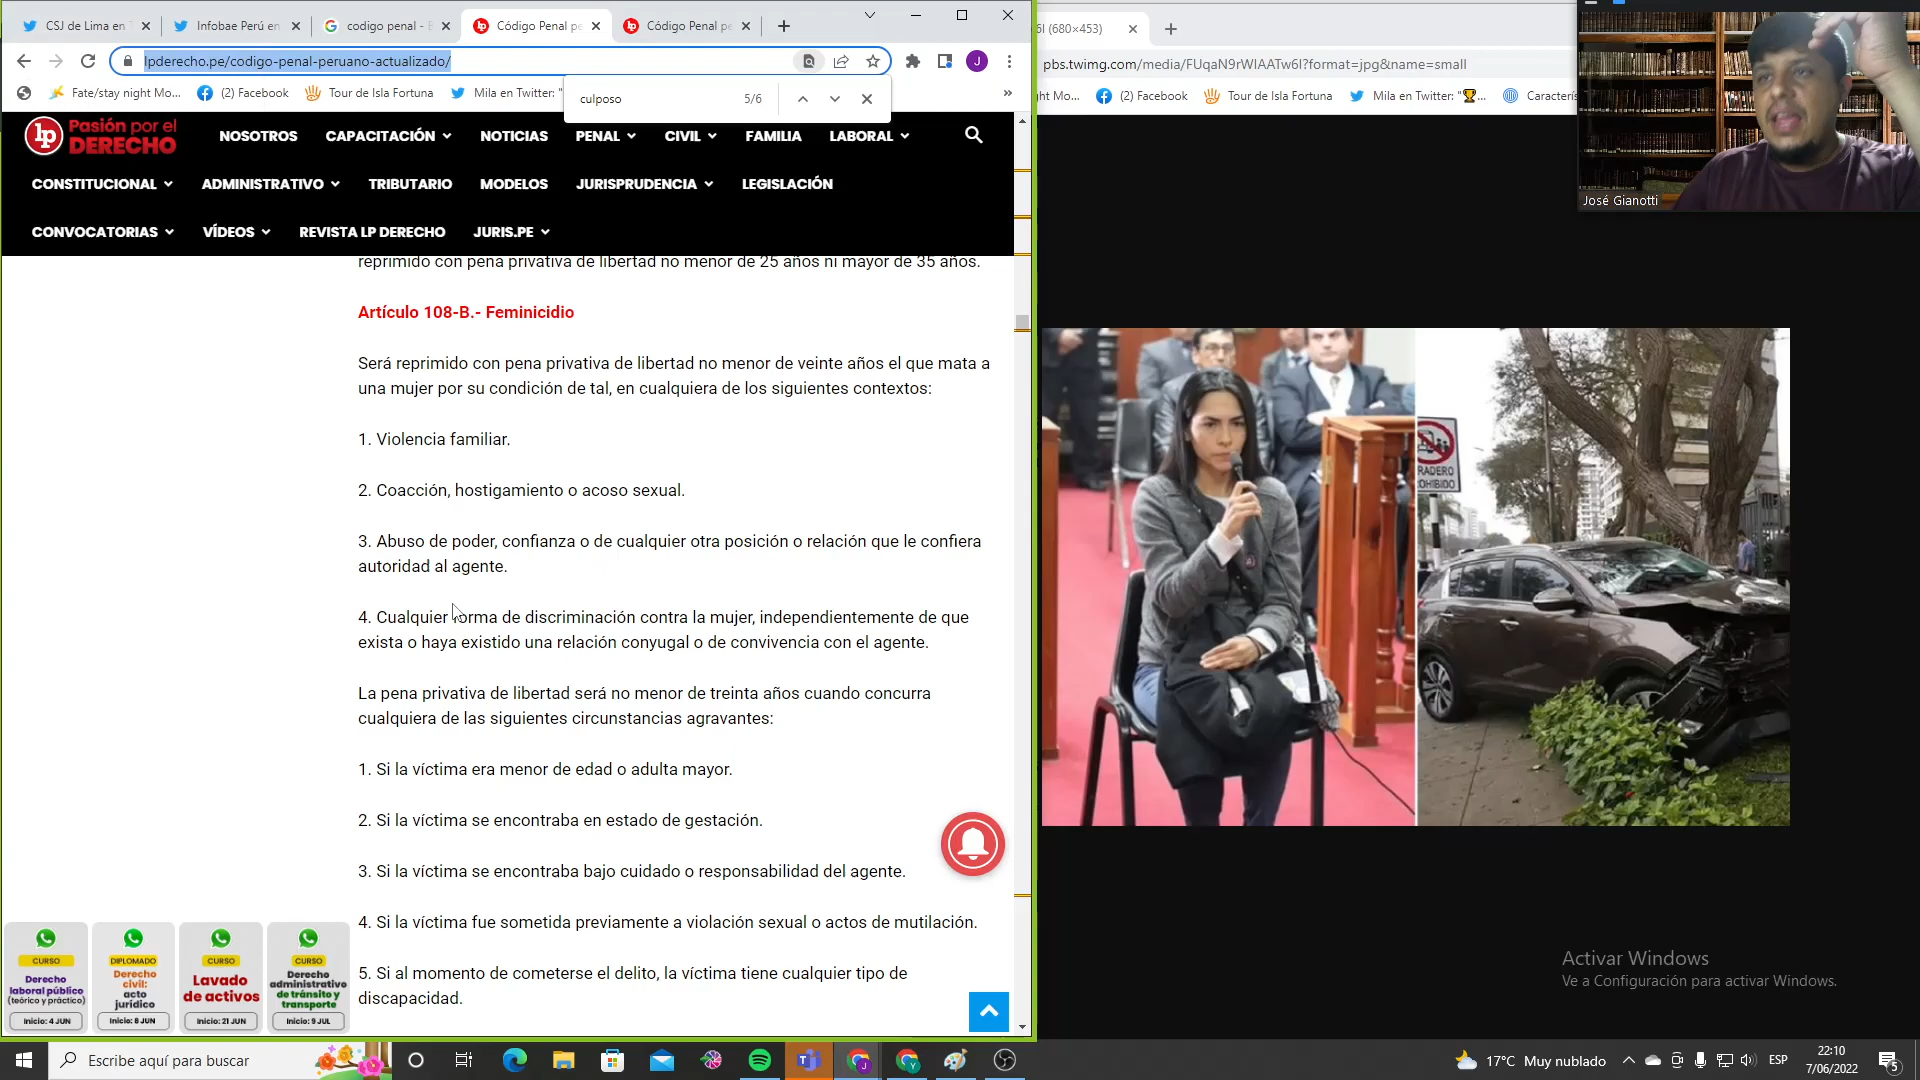 CSJ de Lima en T
Infobae Perú en
codigo penal - B
Código Penal pe
Código Penal pe
6I (680×453)
lpderecho.pe/codigo-penal-peruano-actualizado/
J
pbs.twimg.com/media/FUqaN9rWIAATw6I?format=jpg&name=small
Fate/stay night Mo...
(2) Facebook
Tour de Isla Fortuna
Mila en Twitter: "
»
ght Mo...
(2) Facebook
Tour de Isla Fortuna
Mila en Twitter: "🏆...
Caracterís
culposo
5/6
lp
Pasión por el
DERECHO
NOSOTROS
CAPACITACIÓN
NOTICIAS
PENAL
CIVIL
FAMILIA
LABORAL
CONSTITUCIONAL
ADMINISTRATIVO
TRIBUTARIO
MODELOS
JURISPRUDENCIA
LEGISLACIÓN
CONVOCATORIAS
VÍDEOS
REVISTA LP DERECHO
JURIS.PE
José Gianotti
reprimido con pena privativa de libertad no menor de 25 años ni mayor de 35 años.
Artículo 108-B.- Feminicidio
Será reprimido con pena privativa de libertad no menor de veinte años el que mata a
una mujer por su condición de tal, en cualquiera de los siguientes contextos:
1. Violencia familiar.
2. Coacción, hostigamiento o acoso sexual.
3. Abuso de poder, confianza o de cualquier otra posición o relación que le confiera
autoridad al agente.
4. Cualquier forma de discriminación contra la mujer, independientemente de que
exista o haya existido una relación conyugal o de convivencia con el agente.
La pena privativa de libertad será no menor de treinta años cuando concurra
cualquiera de las siguientes circunstancias agravantes:
1. Si la víctima era menor de edad o adulta mayor.
2. Si la víctima se encontraba en estado de gestación.
3. Si la víctima se encontraba bajo cuidado o responsabilidad del agente.
4. Si la víctima fue sometida previamente a violación sexual o actos de mutilación.
5. Si al momento de cometerse el delito, la víctima tiene cualquier tipo de
discapacidad.
CURSO
Derecho
laboral público
(teórico y práctico)
Inicio: 4 JUN
DIPLOMADO
Derecho
civil:
acto
jurídico
Inicio: 8 JUN
CURSO
Lavado
de activos
Inicio: 21 JUN
CURSO
Derecho
administrativo
de tránsito y
transporte
Inicio: 9 JUL
RADERO
OHIBIDO
Activar Windows
Ve a Configuración para activar Windows.
Escribe aquí para buscar
17°C Muy nublado
ESP
22:10
7/06/2022
5